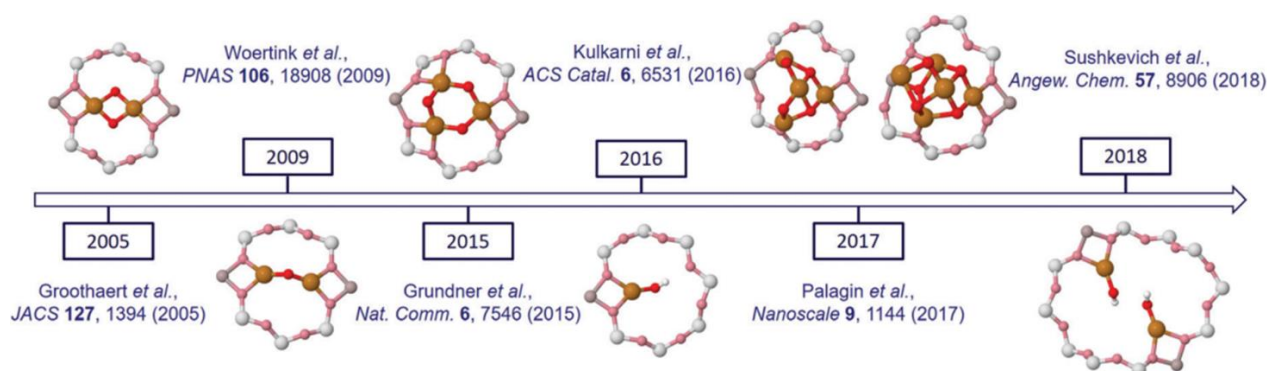 Woertink et al.,
PNAS 106, 18908 (2009)
Kulkarni et al.,
ACS Catal. 6, 6531 (2016)
Sushkevich et al.,
Angew. Chem. 57, 8906 (2018)
2009
2016
2018
2005
2015
2017
Groothaert et al.,
JACS 127, 1394 (2005)
Grundner et al.,
Nat. Comm. 6, 7546 (2015)
Palagin et al.,
Nanoscale 9, 1144 (2017)